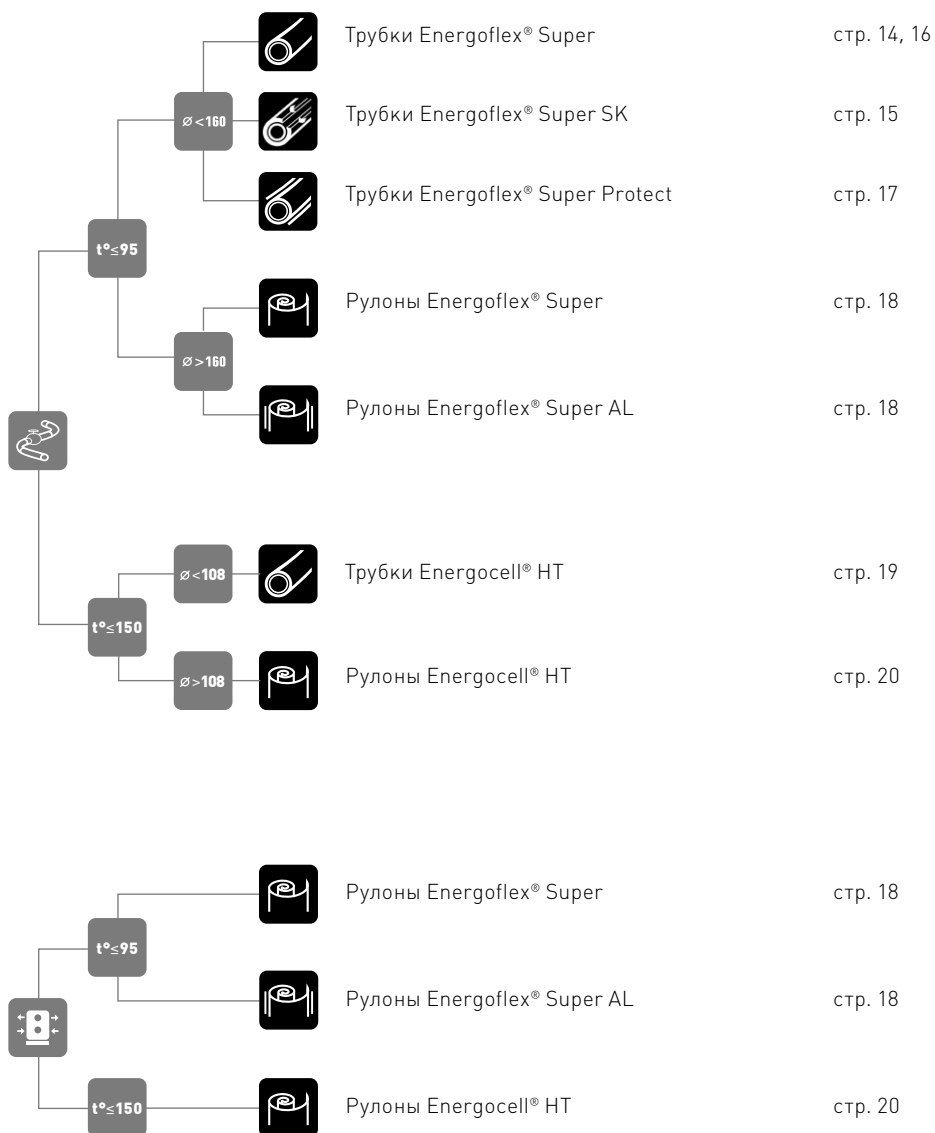 Трубки Energoflex® Super стр. 14, 16
ø<160 Трубки Energoflex® Super SK стр. 15
Трубки Energoflex® Super Protect стр. 17
t°≤95
Рулоны Energoflex® Super стр. 18
ø>160
Рулоны Energoflex® Super AL стр. 18
ø<108 Трубки Energocell® HT стр. 19
t°≤150
ø>108 Рулоны Energocell® HT стр. 20
Рулоны Energoflex® Super стр. 18
t°≤95
Рулоны Energoflex® Super AL стр. 18
t°≤150 Рулоны Energocell® HT стр. 20